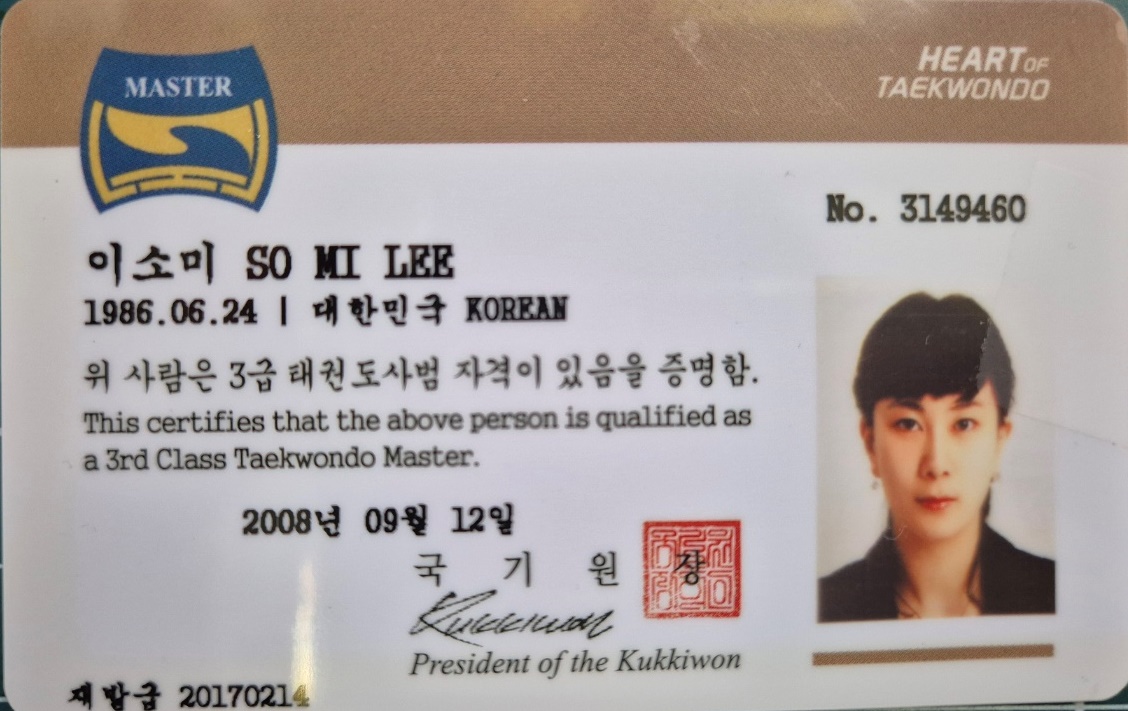 MASTER
HEART OF
TAEKWONDO
No. 3149460
이소미 SO MI LEE
1986.06.24 | 대한민국 KOREAN
위 사람은 3급 태권도사범 자격이 있음을 증명함.
This certifies that the above person is qualified as
a 3rd Class Taekwondo Master.
2008년 09월 12일
국 기 원 장
Kukkiwon
President of the Kukkiwon
재발급 20170214